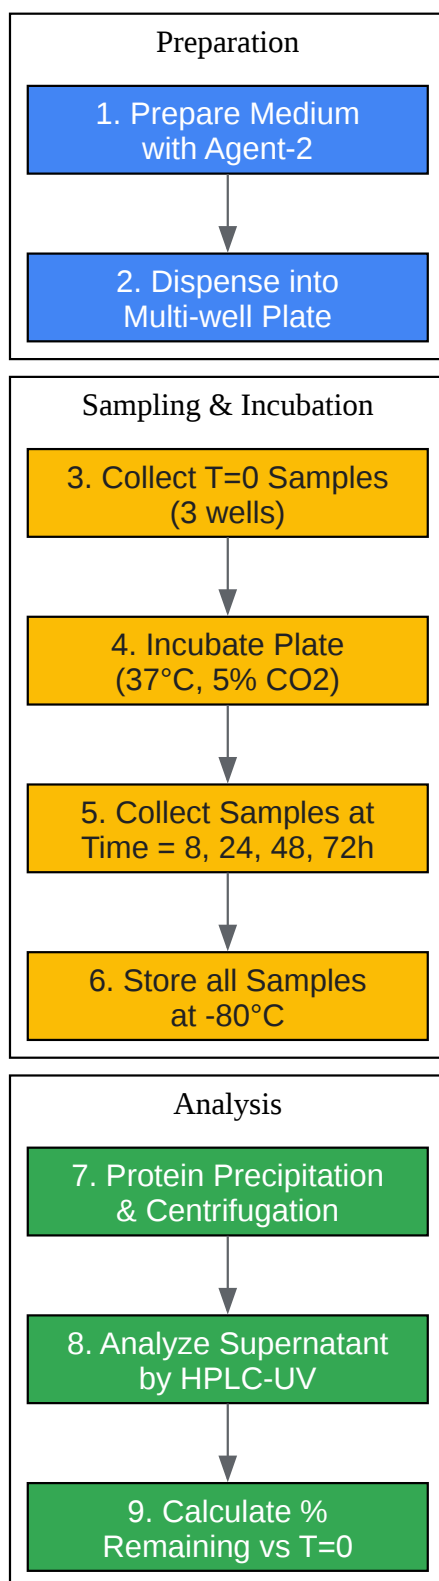 Preparation
1. Prepare Medium
with Agent-2
2. Dispense into
Multi-well Plate
Sampling & Incubation
3. Collect T=0 Samples
(3 wells)
4. Incubate Plate
(37°C, 5% CO2)
5. Collect Samples at
Time = 8, 24, 48, 72h
6. Store all Samples
at -80°C
Analysis
7. Protein Precipitation
& Centrifugation
8. Analyze Supernatant
by HPLC-UV
9. Calculate %
Remaining vs T=0